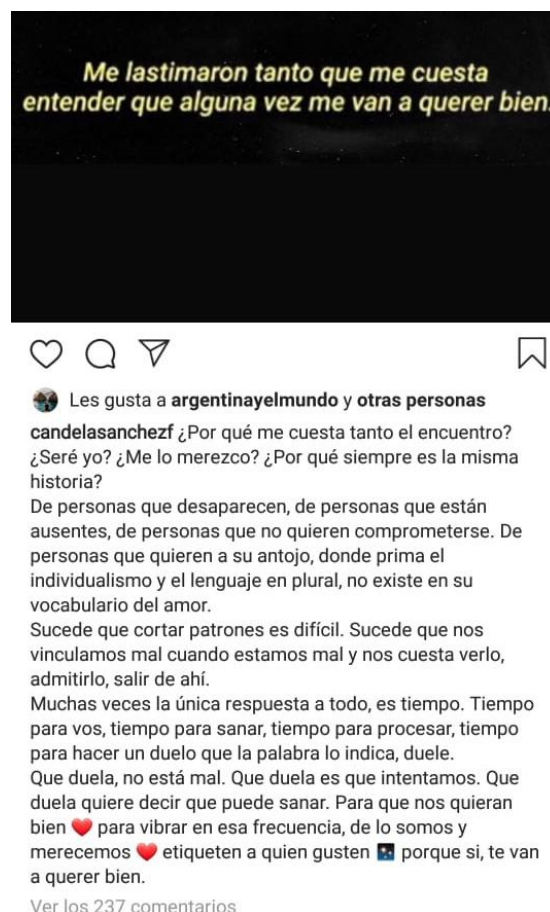 Me lastimaron tanto que me cuesta
entender que alguna vez me van a querer bien.
Les gusta a argentinayelmundo y otras personas
candelasanchezf ¿Por qué me cuesta tanto el encuentro?
¿Seré yo? ¿Me lo merezco? ¿Por qué siempre es la misma
historia?
De personas que desaparecen, de personas que están
ausentes, de personas que no quieren comprometerse. De
personas que quieren a su antojo, donde prima el
individualismo y el lenguaje en plural, no existe en su
vocabulario del amor.
Sucede que cortar patrones es difícil. Sucede que nos
vinculamos mal cuando estamos mal y nos cuesta verlo,
admitirlo, salir de ahí.
Muchas veces la única respuesta a todo, es tiempo. Tiempo
para vos, tiempo para sanar, tiempo para procesar, tiempo
para hacer un duelo que la palabra lo indica, duele.
Que duela, no está mal. Que duela es que intentamos. Que
duela quiere decir que puede sanar. Para que nos quieran
bien ❤️ para vibrar en esa frecuencia, de lo somos y
merecemos ❤️ etiqueten a quien gusten 🌌 porque si, te van
a querer bien.
Ver los 237 comentarios